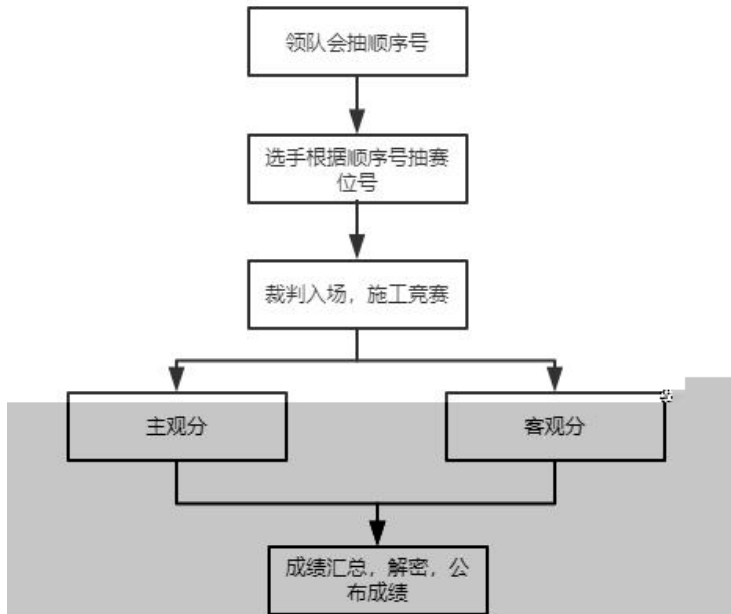 领队会抽顺序号
选手根据顺序号抽赛
位号
裁判入场，施工竞赛
主观分
客观分
成绩汇总，解密，公
布成绩